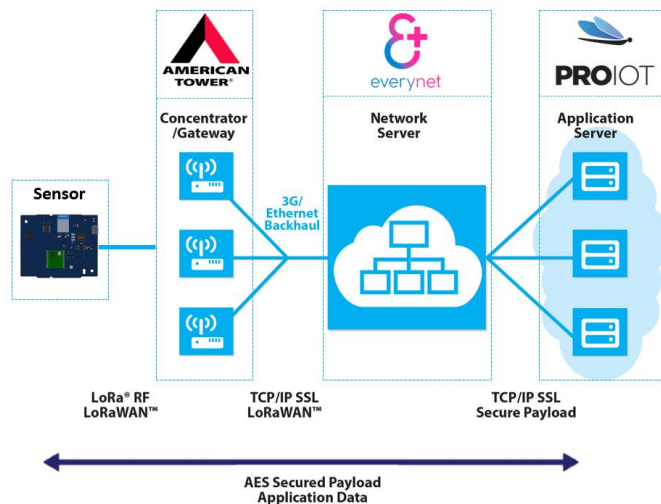 AMERICAN
TOWER®
everynet
PROIOT
Concentrator
/Gateway
Network
Server
Application
Server
Sensor
3G/
Ethernet
Backhaul
LoRa® RF
LoRaWAN™
TCP/IP SSL
LoRaWAN™
TCP/IP SSL
Secure Payload
AES Secured Payload
Application Data